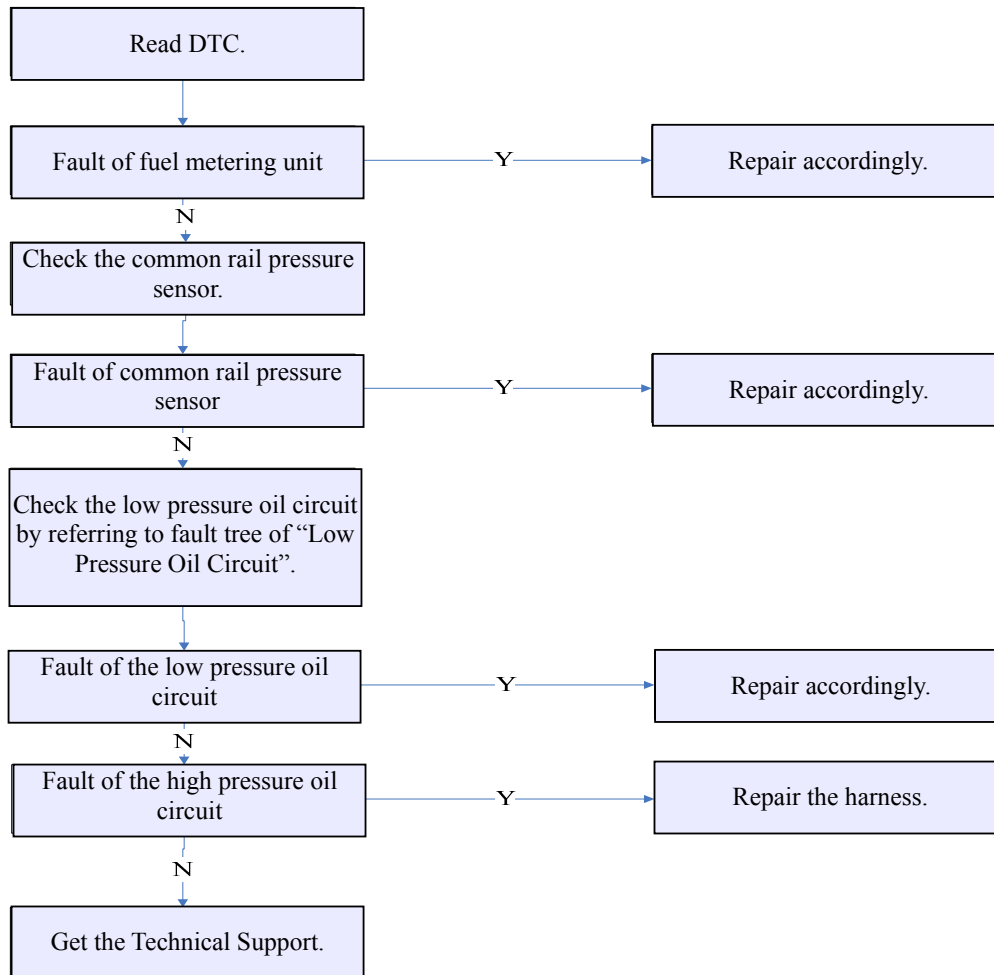 Read DTC.
Fault of fuel metering unit
Y
Repair accordingly.
N
Check the common rail pressure
sensor.
Fault of common rail pressure
sensor
Y
Repair accordingly.
N
Check the low pressure oil circuit
by referring to fault tree of “Low
Pressure Oil Circuit”.
Fault of the low pressure oil
circuit
Y
Repair accordingly.
N
Fault of the high pressure oil
circuit
Y
Repair the harness.
N
Get the Technical Support.